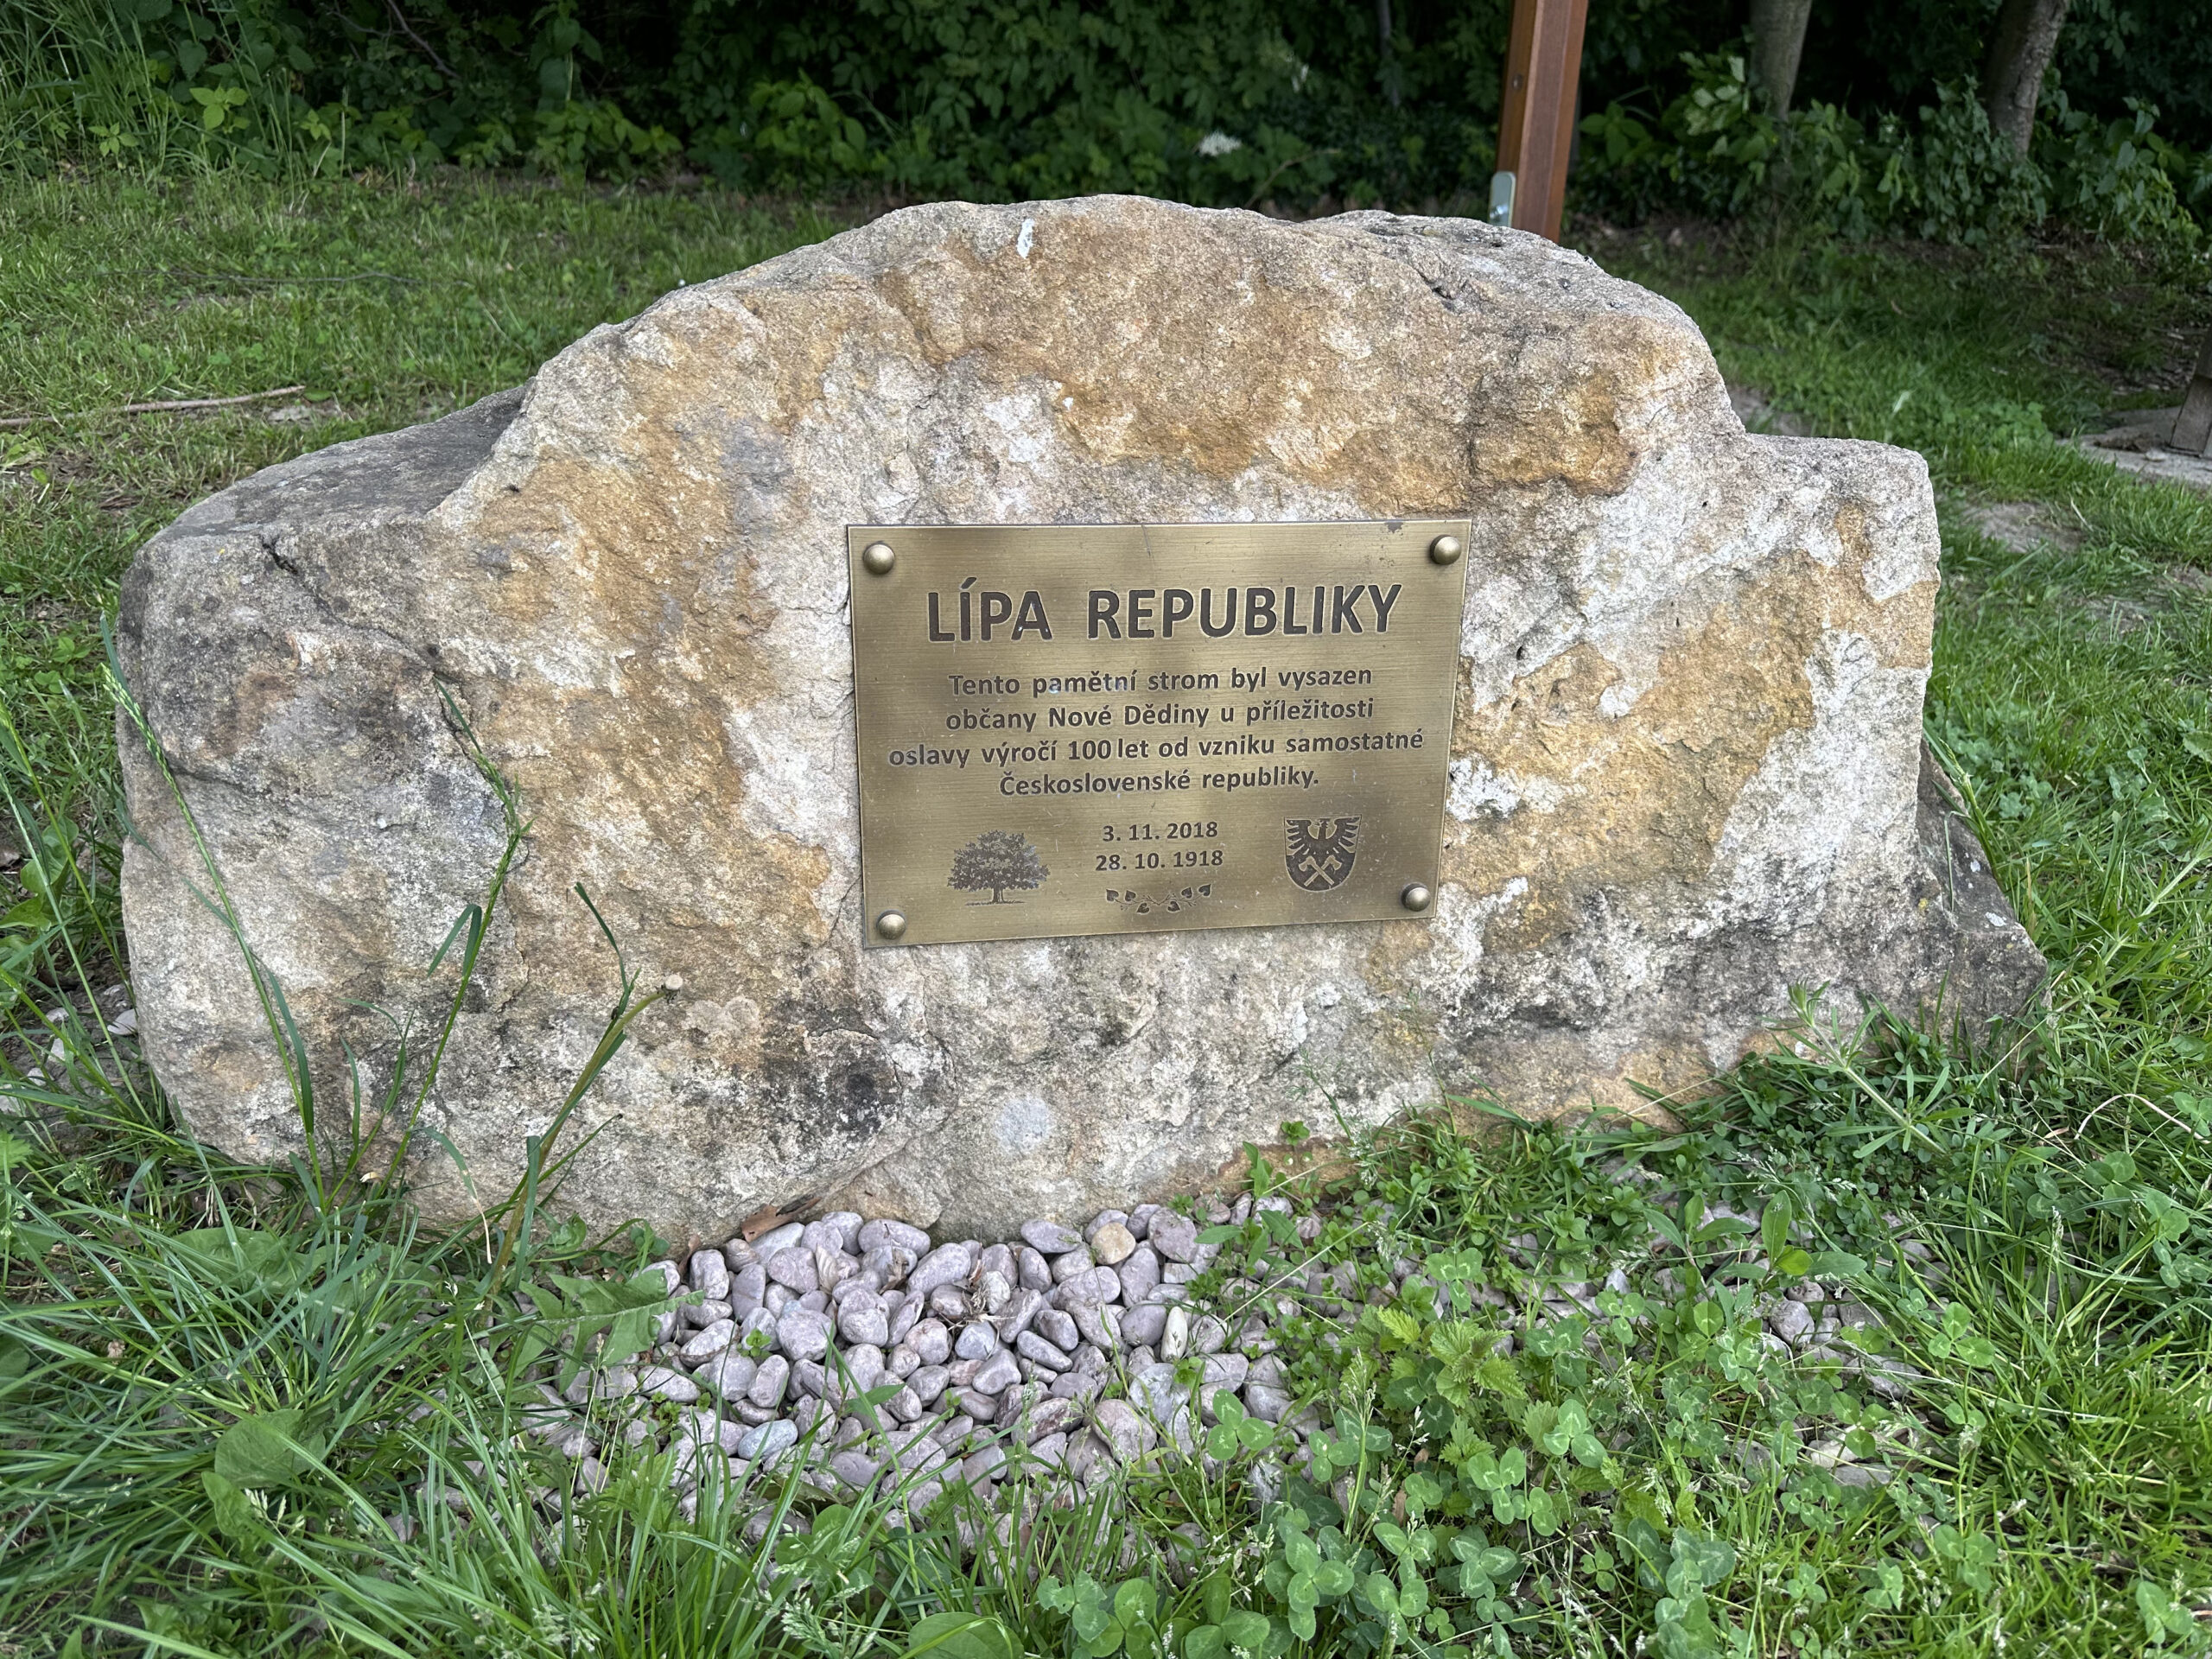 LÍPA REPUBLIKY
Tento pamětní strom byl vysazen
občany Nové Dědiny u příležitosti
oslavy výročí 100 let od vzniku samostatné
Československé republiky.
3. 11. 2018
28. 10. 1918